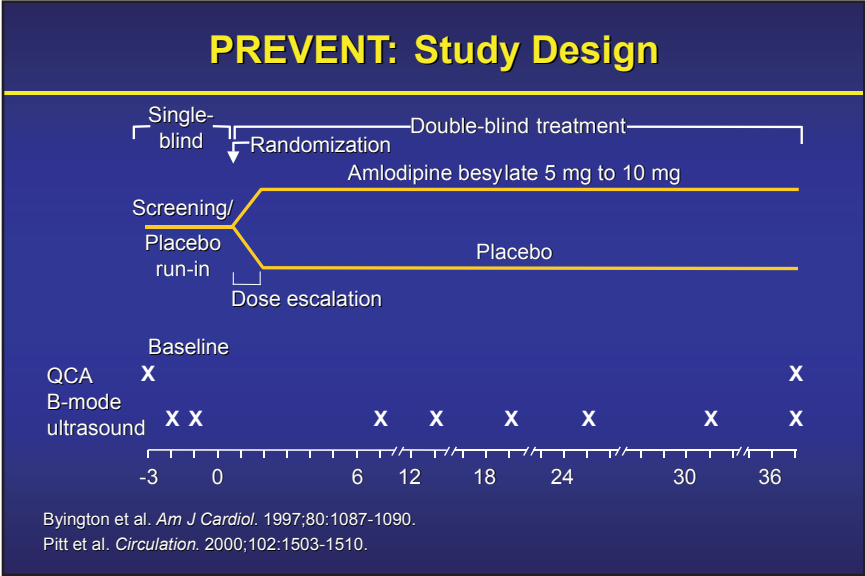 PREVENT: Study Design
Single-
blind
Double-blind treatment
Randomization
Amlodipine besylate 5 mg to 10 mg
Screening/
Placebo
run-in
Placebo
Dose escalation
Baseline
QCA X X
B-mode
ultrasound X X X X X X X X
-3 0 6 12 18 24 30 36
Byington et al. Am J Cardiol. 1997;80:1087-1090.
Pitt et al. Circulation. 2000;102:1503-1510.